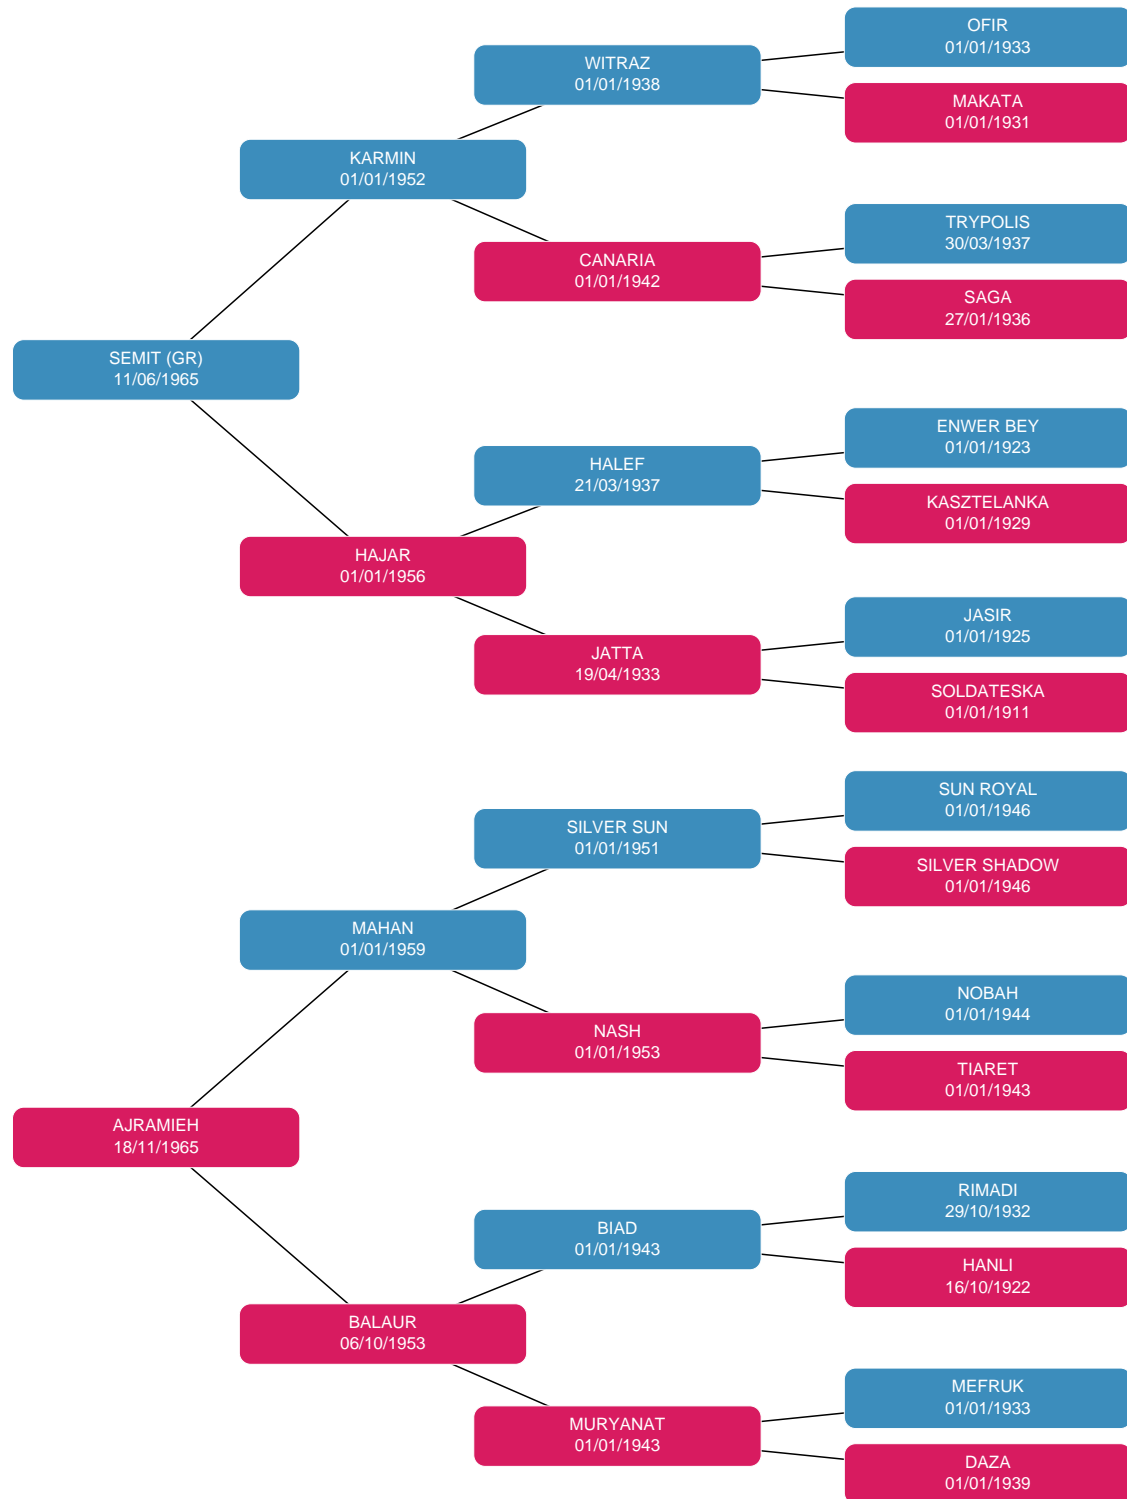 OFIR
01/01/1933
WITRAZ
01/01/1938
MAKATA
01/01/1931
KARMIN
01/01/1952
TRYPOLIS
30/03/1937
CANARIA
01/01/1942
SAGA
27/01/1936
SEMIT (GR)
11/06/1965
ENWER BEY
01/01/1923
HALEF
21/03/1937
KASZTELANKA
01/01/1929
HAJAR
01/01/1956
JASIR
01/01/1925
JATTA
19/04/1933
SOLDATESKA
01/01/1911
SUN ROYAL
01/01/1946
SILVER SUN
01/01/1951
SILVER SHADOW
01/01/1946
MAHAN
01/01/1959
NOBAH
01/01/1944
NASH
01/01/1953
TIARET
01/01/1943
AJRAMIEH
18/11/1965
RIMADI
29/10/1932
BIAD
01/01/1943
HANLI
16/10/1922
BALAUR
06/10/1953
MEFRUK
01/01/1933
MURYANAT
01/01/1943
DAZA
01/01/1939